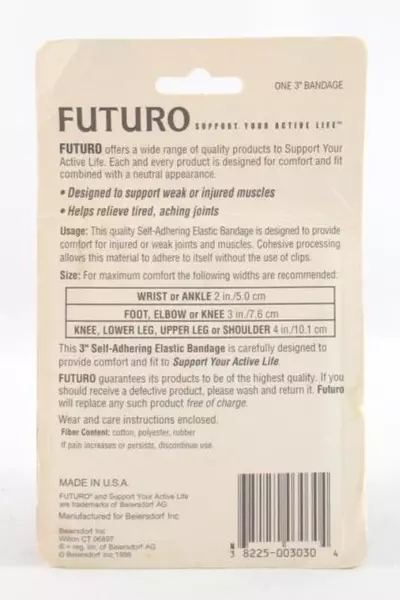 ONE 3" BANDAGE
FUTURO SUPPORT YOUR ACTIVE LIFE™
FUTURO offers a wide range of quality products to Support Your
Active Life. Each and every product is designed for comfort and fit
combined with a neutral appearance.
• Designed to support weak or injured muscles
• Helps relieve tired, aching joints
Usage: This quality Self-Adhering Elastic Bandage is designed to provide
comfort for injured or weak joints and muscles. Cohesive processing
allows this material to adhere to itself without the use of clips.
Size: For maximum comfort the following widths are recommended:
WRIST or ANKLE 2 in./5.0 cm
FOOT, ELBOW or KNEE 3 in./7.6 cm
KNEE, LOWER LEG, UPPER LEG or SHOULDER 4 in./10.1 cm
This 3" Self-Adhering Elastic Bandage is carefully designed to
provide comfort and fit to Support Your Active Life.
FUTURO guarantees its products to be of the highest quality. If you
should receive a defective product, please wash and return it. Futuro
will replace any such product free of charge.
Wear and care instructions enclosed.
Fiber Content: cotton, polyester, rubber
If pain increases or persists, discontinue use.
MADE IN U.S.A.
FUTURO® and Support Your Active Life
are trademarks of Beiersdorf AG
Manufactured for Beiersdorf Inc
Beiersdorf Inc
Wilton CT 06897
® = reg. tm. of Beiersdorf AG
© Beiersdorf Inc
N 3 8225-003030 4